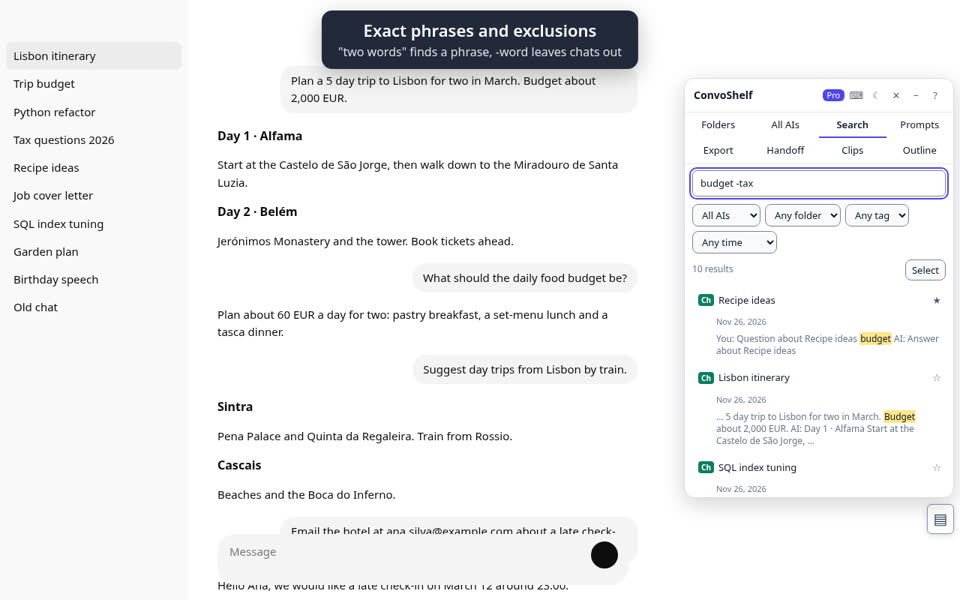 Exact phrases and exclusions
"two words" finds a phrase, -word leaves chats out
Lisbon itinerary
Trip budget
Python refactor
Tax questions 2026
Recipe ideas
Job cover letter
SQL index tuning
Garden plan
Birthday speech
Old chat
Plan a 5 day trip to Lisbon for two in March. Budget about
2,000 EUR.
Day 1 · Alfama
Start at the Castelo de São Jorge, then walk down to the Miradouro de Santa
Luzia.
Day 2 · Belém
Jerónimos Monastery and the tower. Book tickets ahead.
What should the daily food budget be?
Plan about 60 EUR a day for two: pastry breakfast, a set-menu lunch and a
tasca dinner.
Suggest day trips from Lisbon by train.
Sintra
Pena Palace and Quinta da Regaleira. Train from Rossio.
Cascais
Beaches and the Boca do Inferno.
Email the hotel at ana.silva@example.com about a late check-
Message
Hello Ana, we would like a late check-in on March 12 around 23:00.
ConvoShelf
Pro
?
Folders
All AIs
Search
Prompts
Export
Handoff
Clips
Outline
budget -tax
All AIs
Any folder
Any tag
Any time
10 results
Select
Ch Recipe ideas
Nov 26, 2026
You: Question about Recipe ideas budget AI: Answer
about Recipe ideas
Ch Lisbon itinerary
Nov 26, 2026
... 5 day trip to Lisbon for two in March. Budget
about 2,000 EUR. AI: Day 1 · Alfama Start at the
Castelo de São Jorge, ...
Ch SQL index tuning
Nov 26, 2026